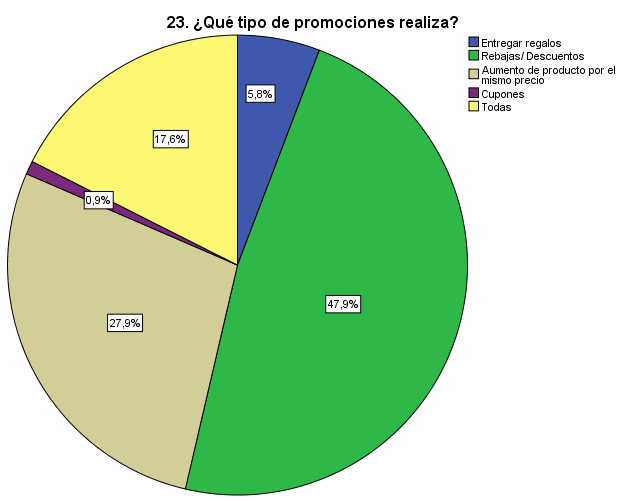 23. ¿Qué tipo de promociones realiza?
Entregar regalos
Rebajas/ Descuentos
Aumento de producto por el
mismo precio
Cupones
Todas
5,8%
17,6%
0,9%
47,9%
27,9%